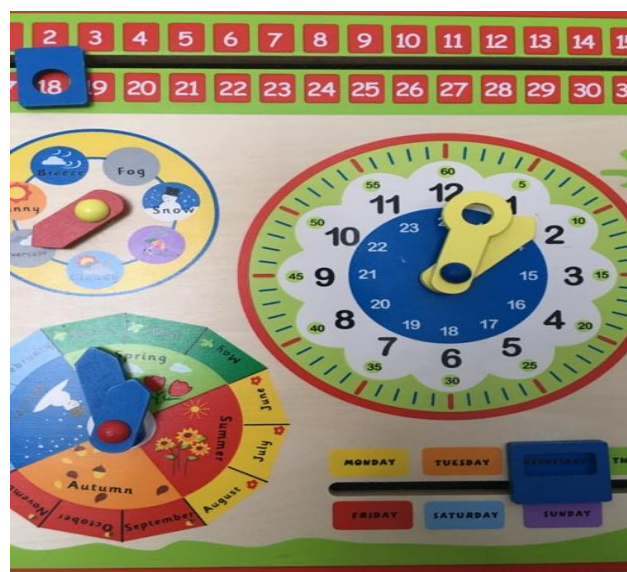 2 3 4 5 6 7 8 9 10 11 12 13 14
18 19 20 21 22 23 24 25 26 27 28 29 30
Breeze
Fog
Snow
60
5
10
15
20
25
30
35
40
45
50
55
12
1
2
3
4
5
6
7
8
9
10
11
23
22
21
20
19
18
17
16
15
Spring
May
June
Summer
July
August
Autumn
September
October
MONDAY
TUESDAY
WEDNESDAY
FRIDAY
SATURDAY
SUNDAY